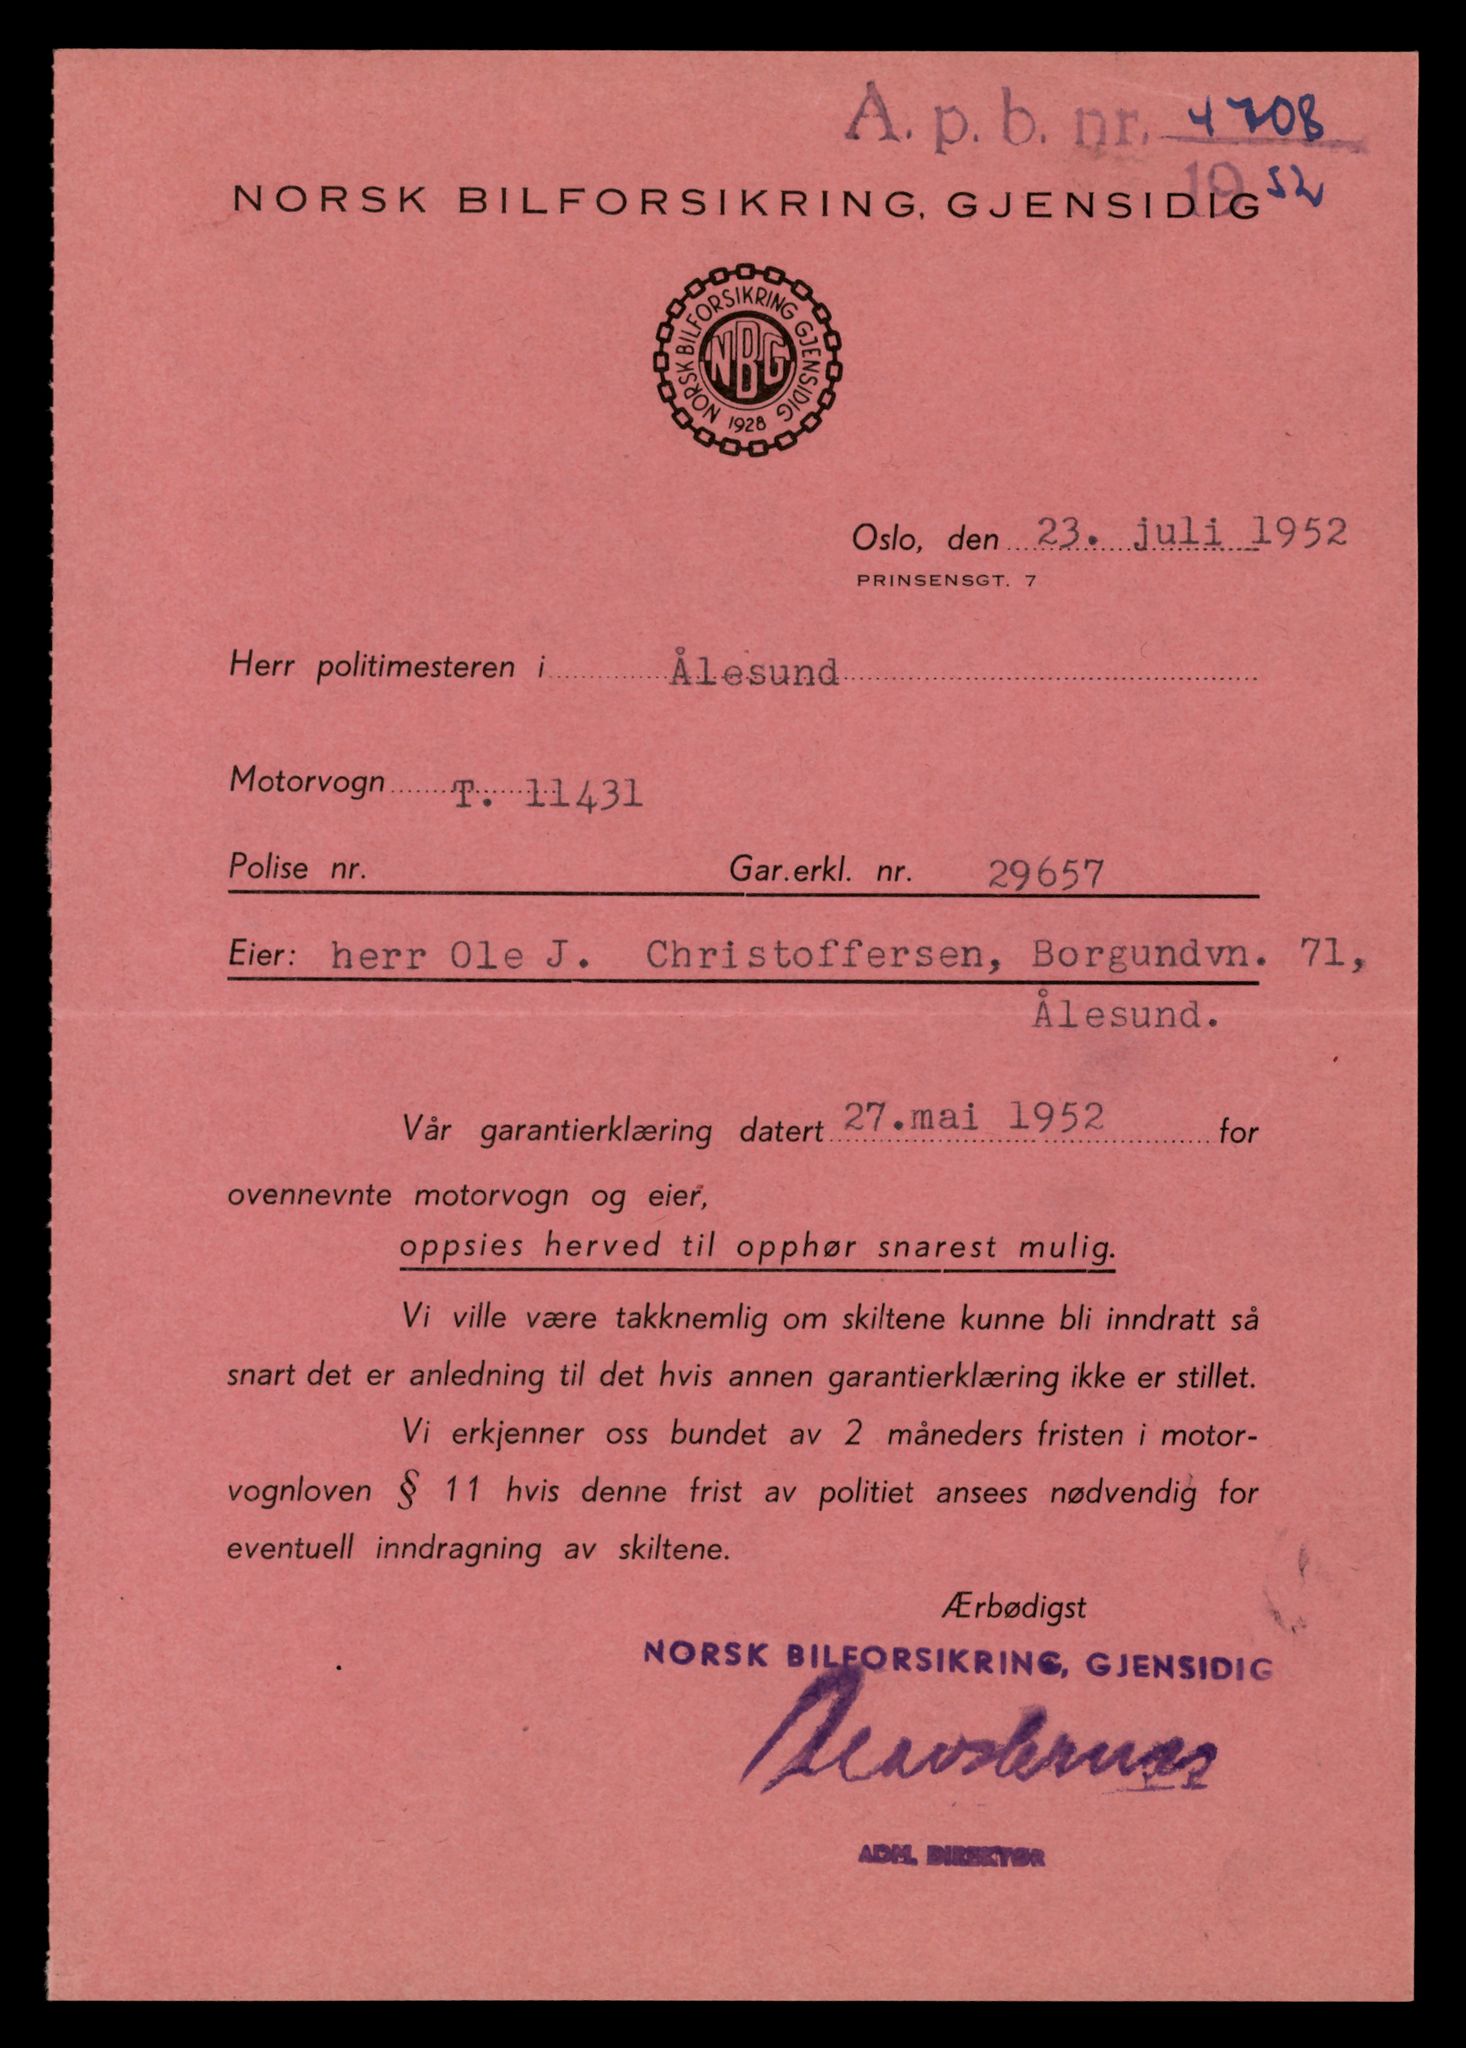 A. p. b. nr. 4708
1952
NORSK BILFORSIKRING, GJENSIDIG
NORSK BILFORSIKRING GJENSIDIG
NBG
1928
Oslo, den 23. juli 1952
PRINSENSGT. 7
Herr politimesteren i Ålesund
Motorvogn T. 11431
Polise nr. Gar.erkl. nr. 29657
Eier: herr Ole J. Christoffersen, Borgundvn. 71,
Ålesund.
Vår garantierklæring datert 27.mai 1952 for
ovennevnte motorvogn og eier,
oppsies herved til opphør snarest mulig.
Vi ville være takknemlig om skiltene kunne bli inndratt så
snart det er anledning til det hvis annen garantierklæring ikke er stillet.
Vi erkjenner oss bundet av 2 måneders fristen i motor-
vognloven § 11 hvis denne frist av politiet ansees nødvendig for
eventuell inndragning av skiltene.
Ærbødigst
NORSK BILFORSIKRING, GJENSIDIG
ADM. DIREKTØR